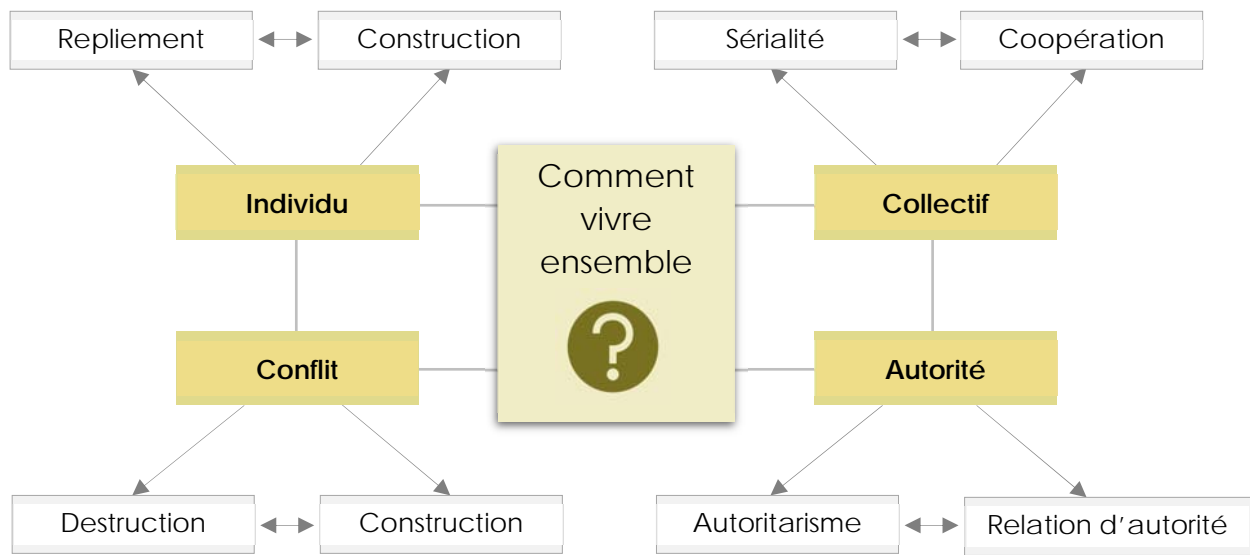 Repliement
Construction
Sérialité
Coopération
Comment
vivre
ensemble
?
Individu
Collectif
Conflit
Autorité
Destruction
Construction
Autoritarisme
Relation d'autorité